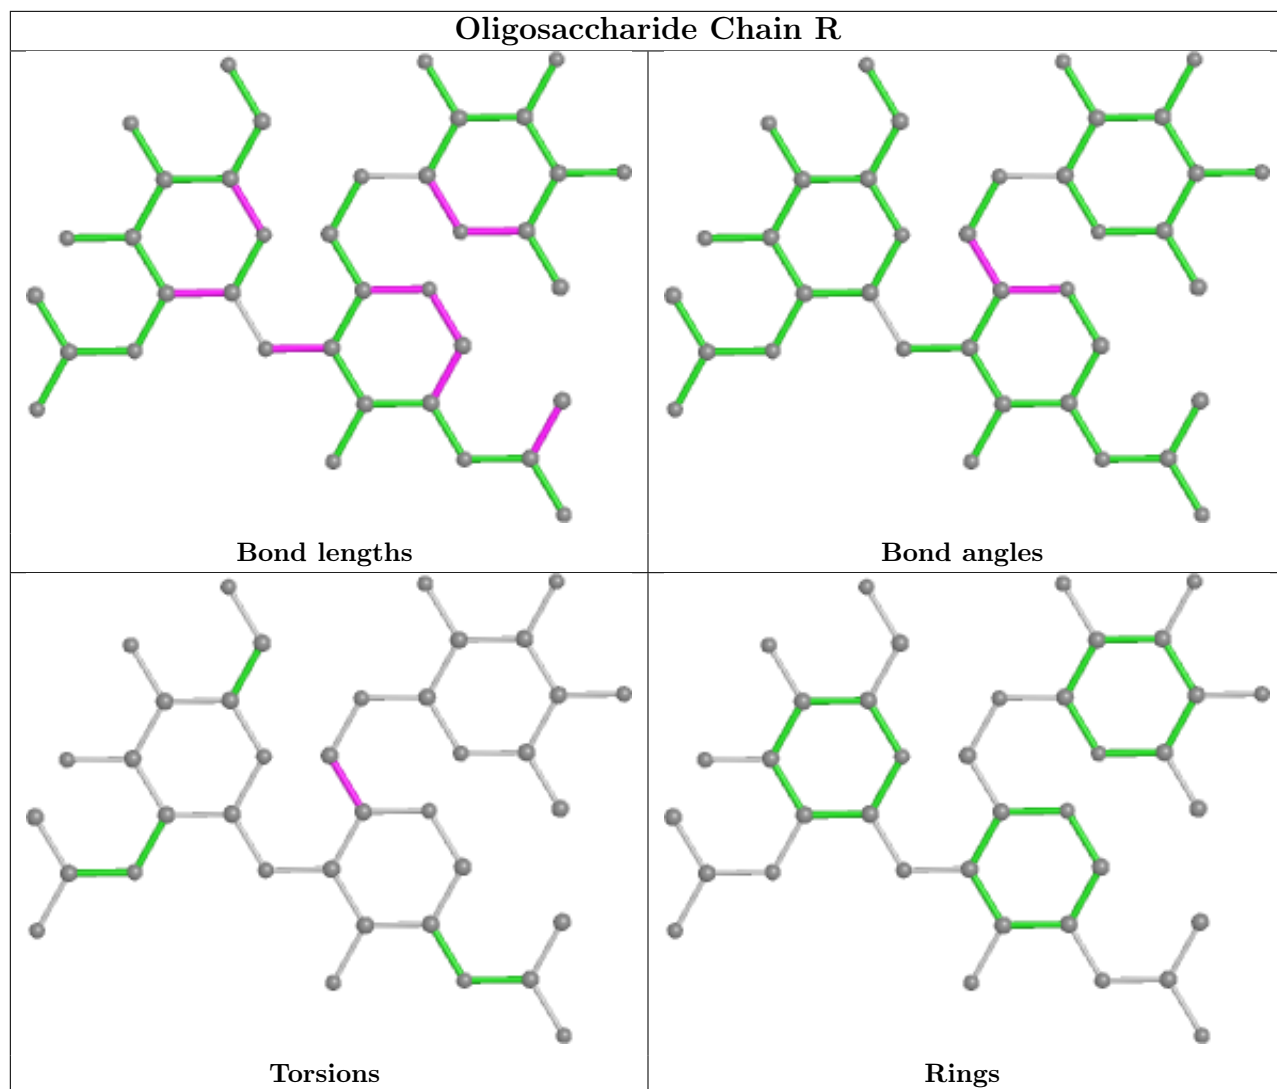 Oligosaccharide Chain R
Bond lengths
Bond angles
Torsions
Rings